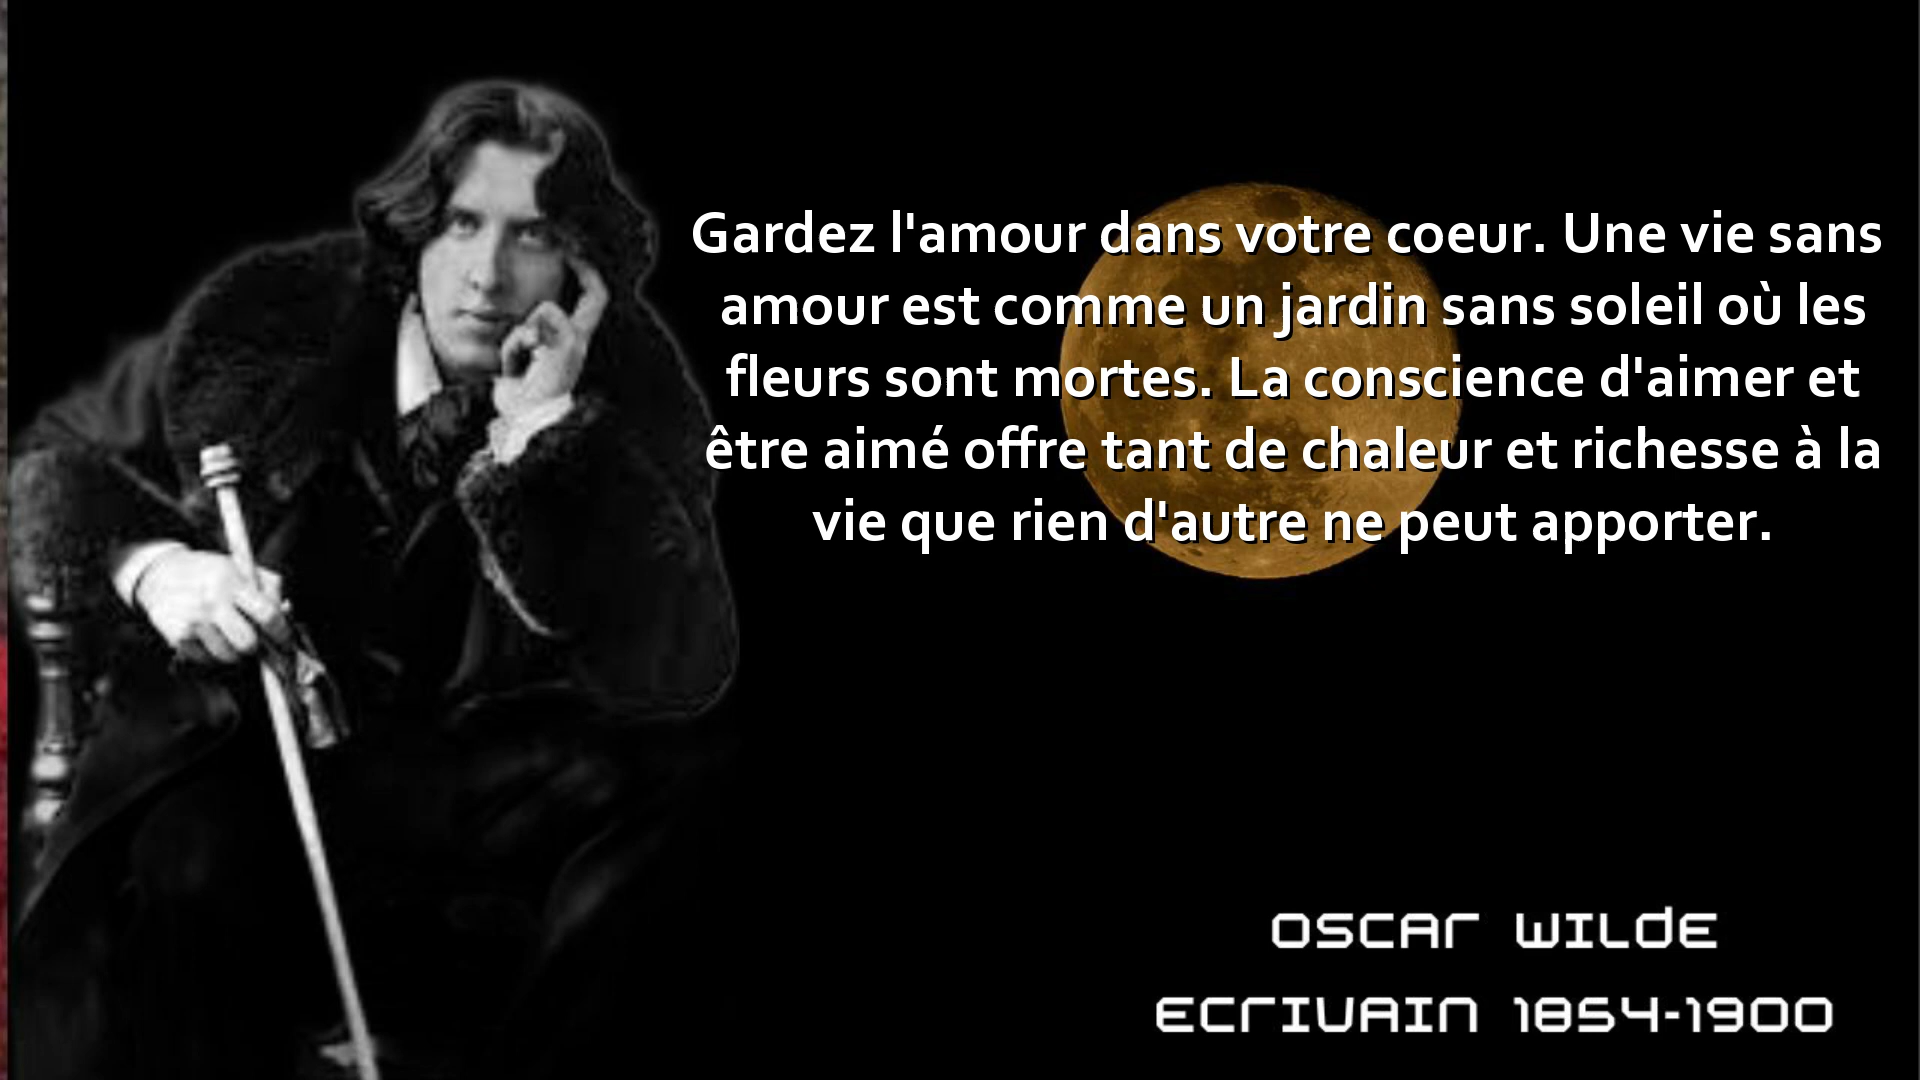 Gardez l'amour dans votre coeur. Une vie sans
amour est comme un jardin sans soleil où les
fleurs sont mortes. La conscience d'aimer et
être aimé offre tant de chaleur et richesse à la
vie que rien d'autre ne peut apporter.
OSCAR WILDE
ECRIVAIN 1854-1900